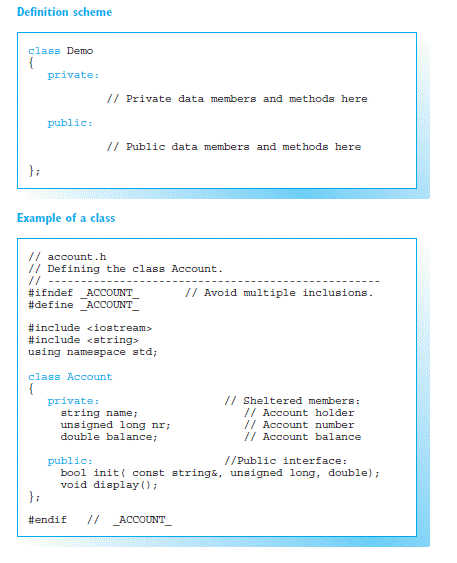 Definition scheme
class Demo
{
private:
// Private data members and methods here
public:
// Public data members and methods here
};
Example of a class
// account.h
// Defining the class Account.
// ---------------------------------------------------
#ifndef _ACCOUNT_ // Avoid multiple inclusions.
#define _ACCOUNT_
#include <iostream>
#include <string>
using namespace std;
class Account
{
private: // Sheltered members:
string name; // Account holder
unsigned long nr; // Account number
double balance; // Account balance
public: //Public interface:
bool init( const string&, unsigned long, double);
void display();
};
#endif // _ACCOUNT_